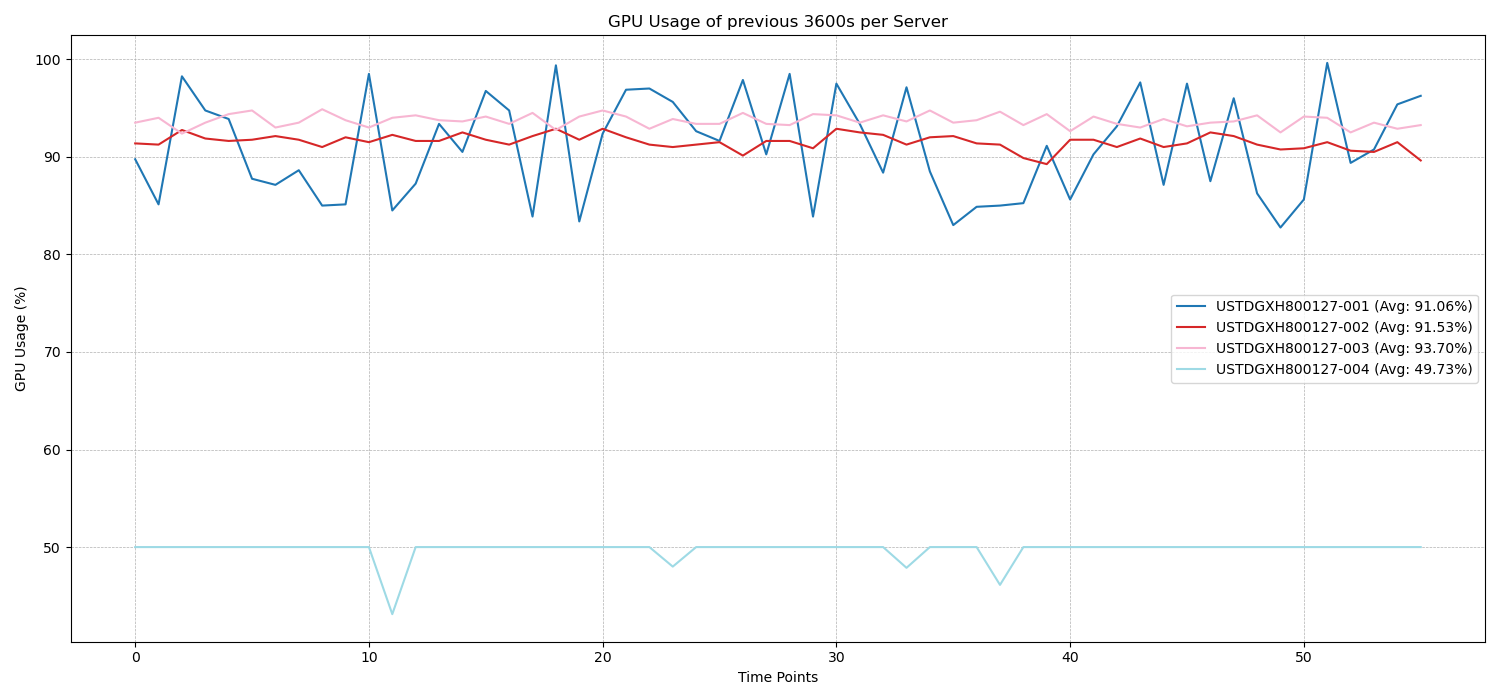 GPU Usage of previous 3600s per Server
GPU Usage (%)
100
90
80
70
60
50
USTDGXH800127-001 (Avg: 91.06%)
USTDGXH800127-002 (Avg: 91.53%)
USTDGXH800127-003 (Avg: 93.70%)
USTDGXH800127-004 (Avg: 49.73%)
0 10 20 30 40 50
Time Points